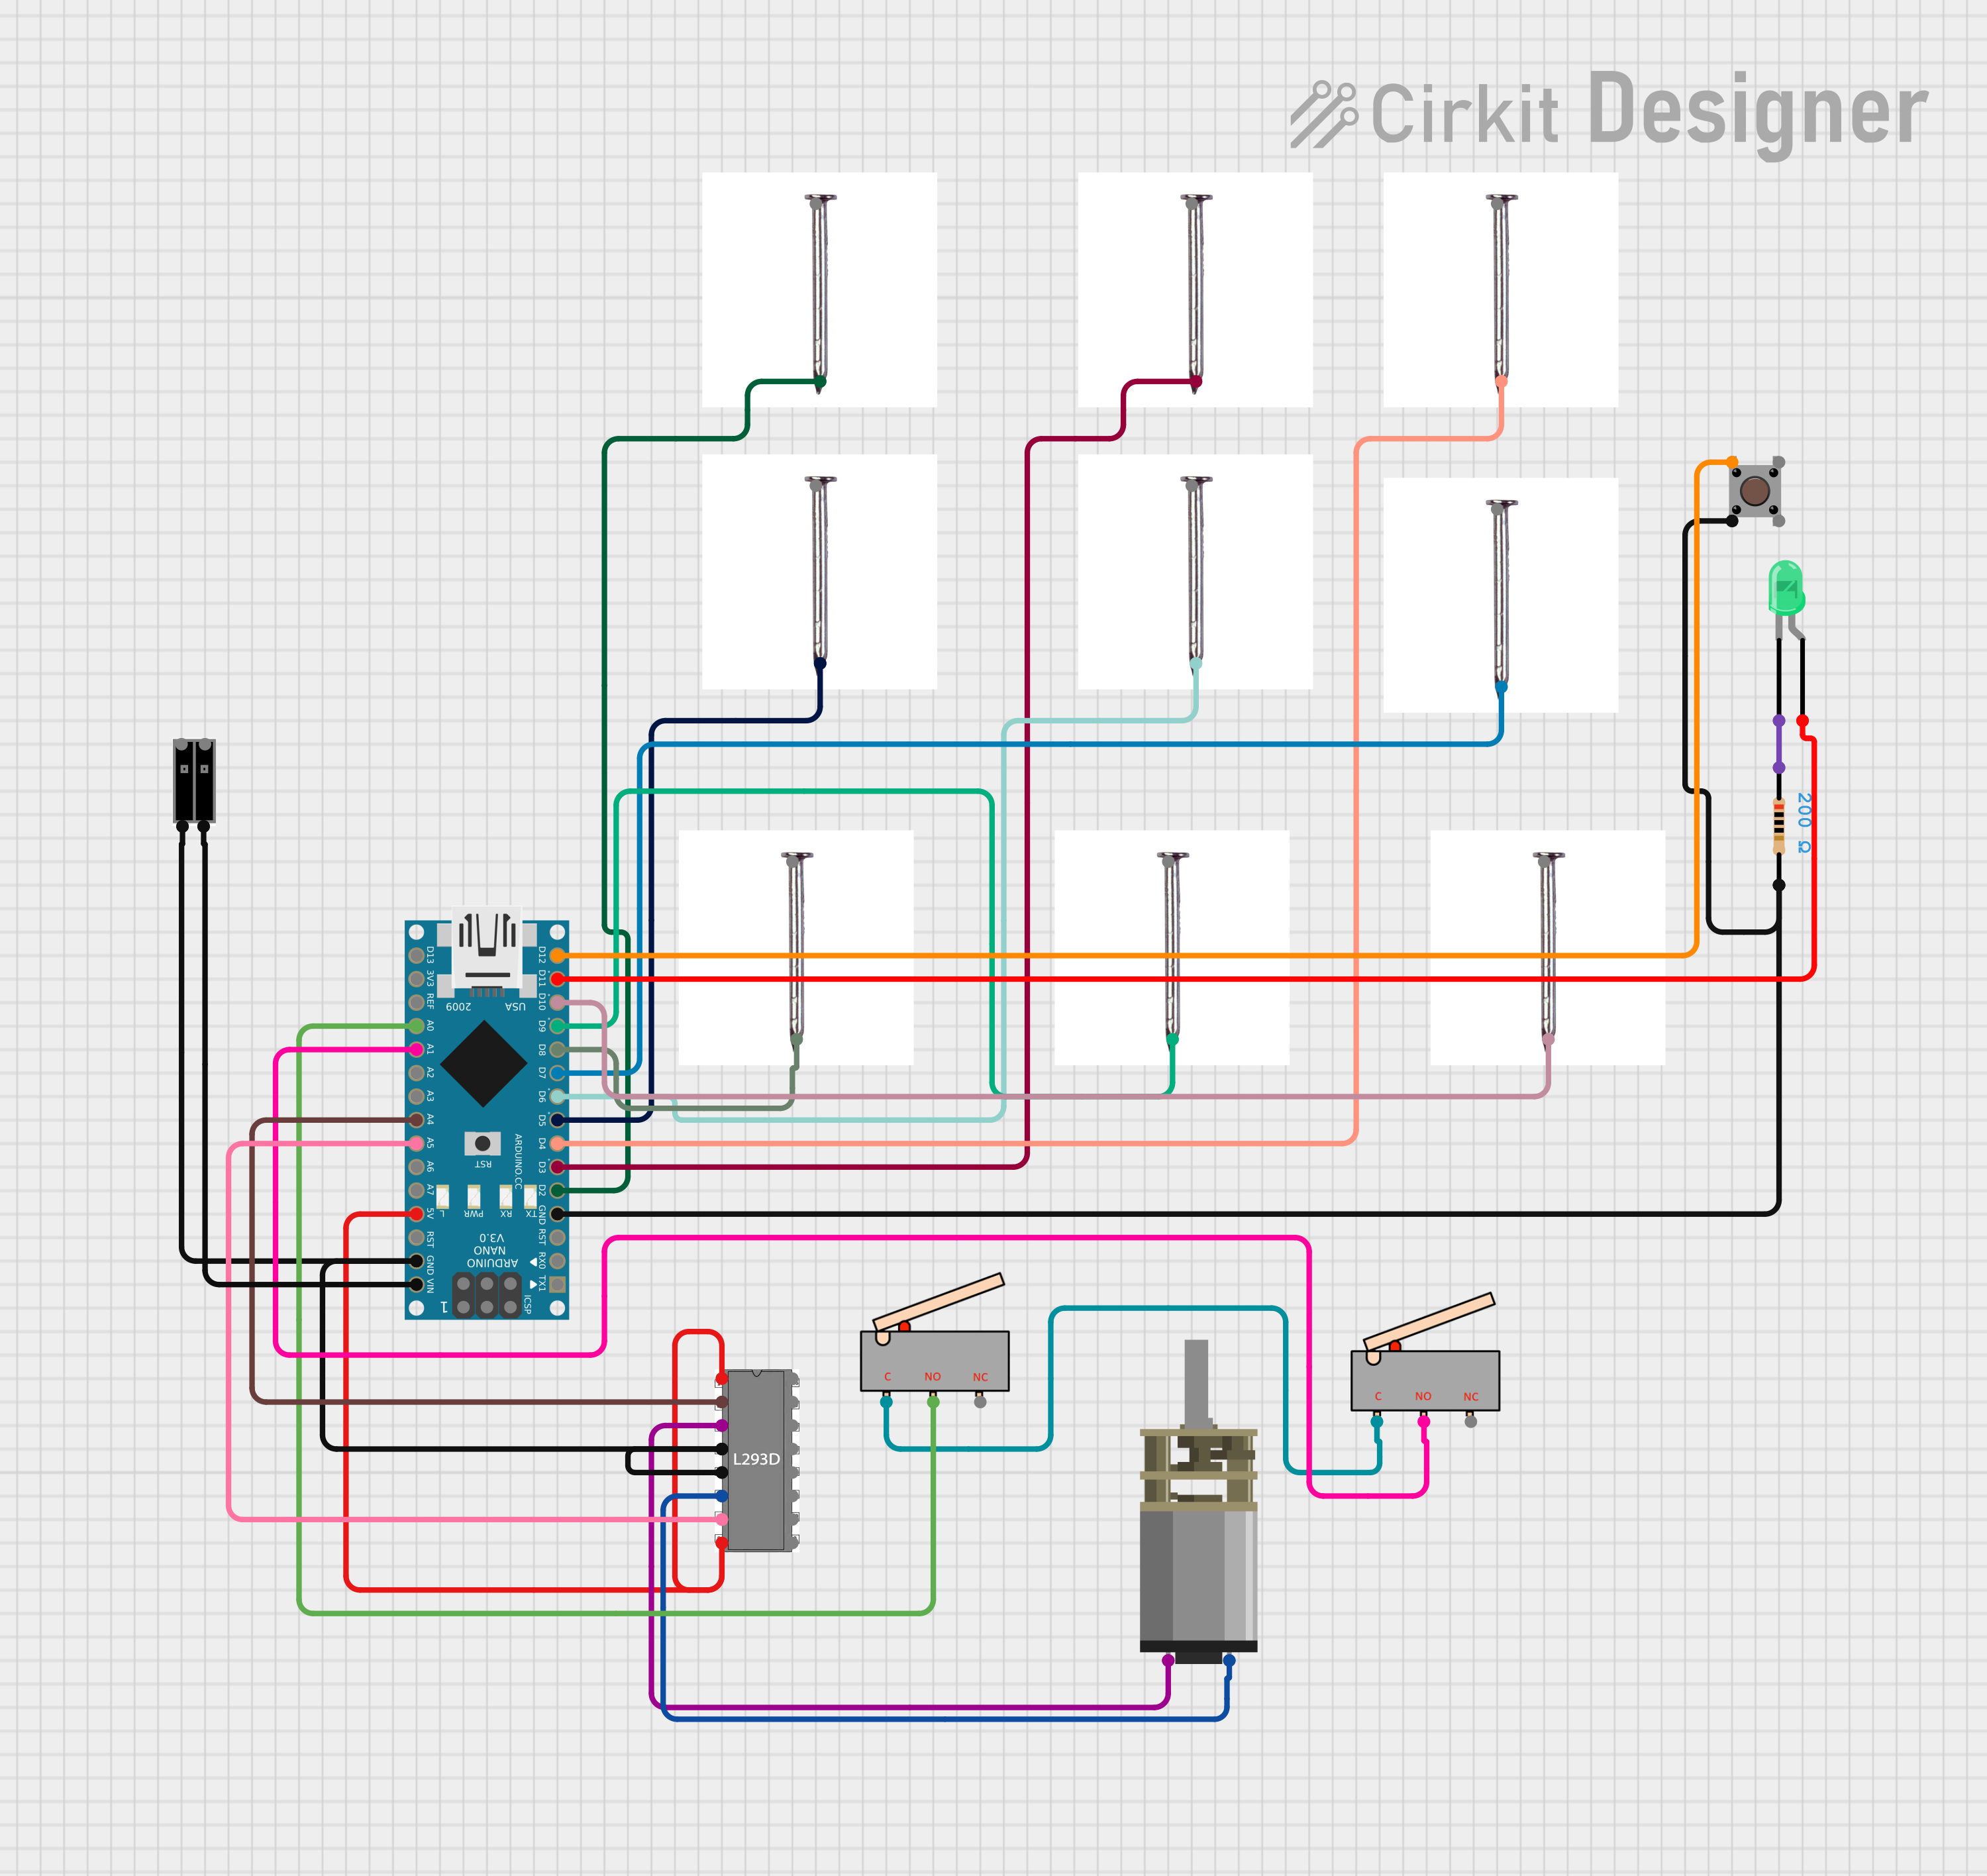 Cirkit Designer
200 Ω
D13
3V3
REF
A0
A1
A2
A3
A4
A5
A6
A7
5V
RST
GND
VIN
D12
D11
D10
D9
D8
D7
D6
D5
D4
D3
D2
GND
RST
RX0
TX1
2009
USA
RST
ARDUINO.CC
L
PWR
RX
TX
V3.0
NANO
ARDUINO
1
ICSP
C NO NC
C NO NC
L293D